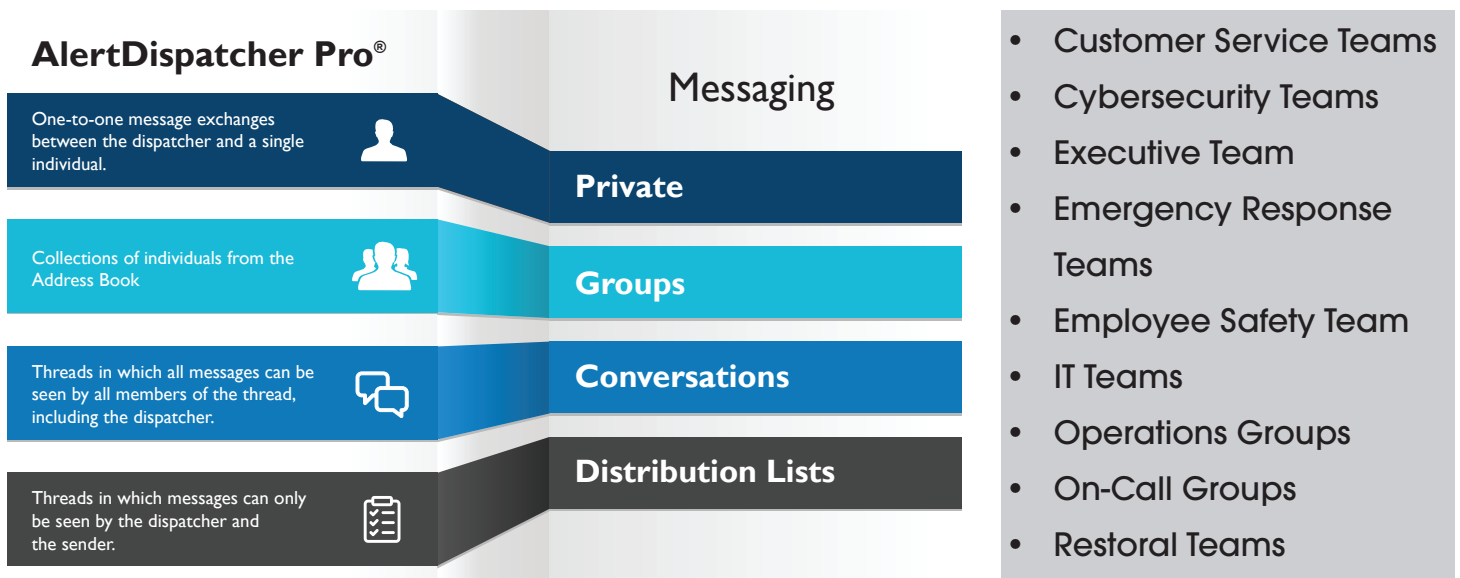 AlertDispatcher Pro®
Messaging
One-to-one message exchanges
between the dispatcher and a single
individual.
Private
Collections of individuals from the
Address Book
Groups
Threads in which all messages can be
seen by all members of the thread,
including the dispatcher.
Conversations
Threads in which messages can only
be seen by the dispatcher and
the sender.
Distribution Lists
• Customer Service Teams
• Cybersecurity Teams
• Executive Team
• Emergency Response
Teams
• Employee Safety Team
• IT Teams
• Operations Groups
• On-Call Groups
• Restoral Teams